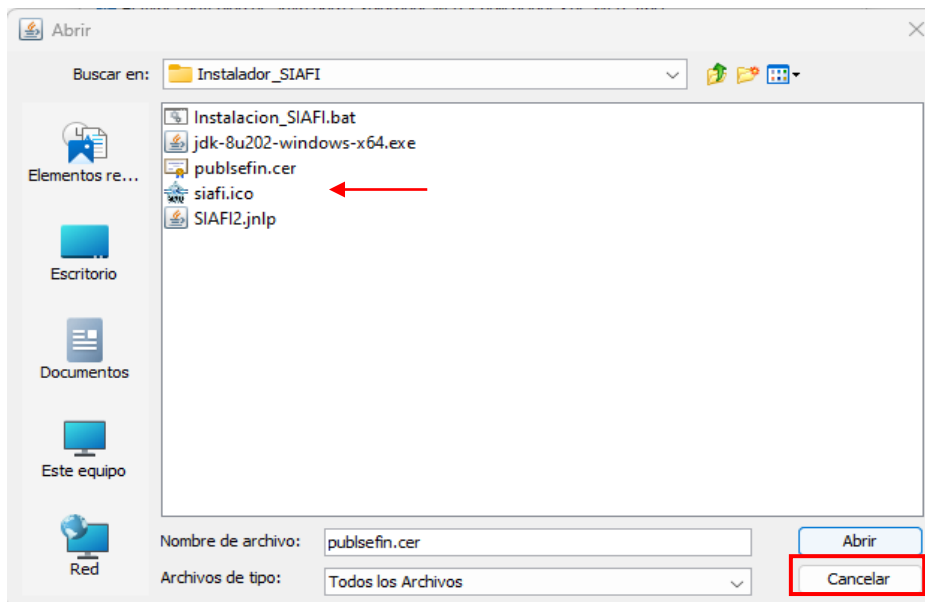 Abrir
Buscar en: Instalador_SIAFI
Instalacion_SIAFI.bat
jdk-8u202-windows-x64.exe
publsefin.cer
siafi.ico
SIAFI2.jnlp
Elementos re...
Escritorio
Documentos
Este equipo
Red
Nombre de archivo: publsefin.cer Abrir
Archivos de tipo: Todos los Archivos Cancelar